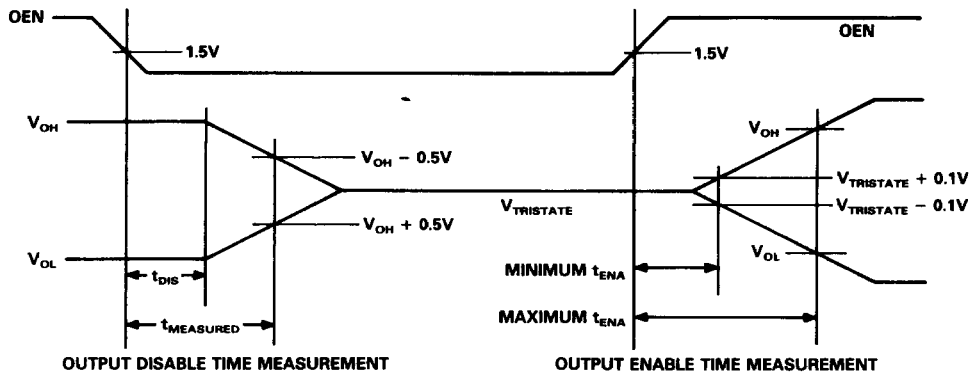 OEN
1.5V
OEN
1.5V
VOH
VOH
VOH – 0.5V
VTRISTATE + 0.1V
VTRISTATE
VTRISTATE – 0.1V
VOH + 0.5V
VOL
VOL
tDIS
MINIMUM tENA
tMEASURED
MAXIMUM tENA
OUTPUT DISABLE TIME MEASUREMENT
OUTPUT ENABLE TIME MEASUREMENT